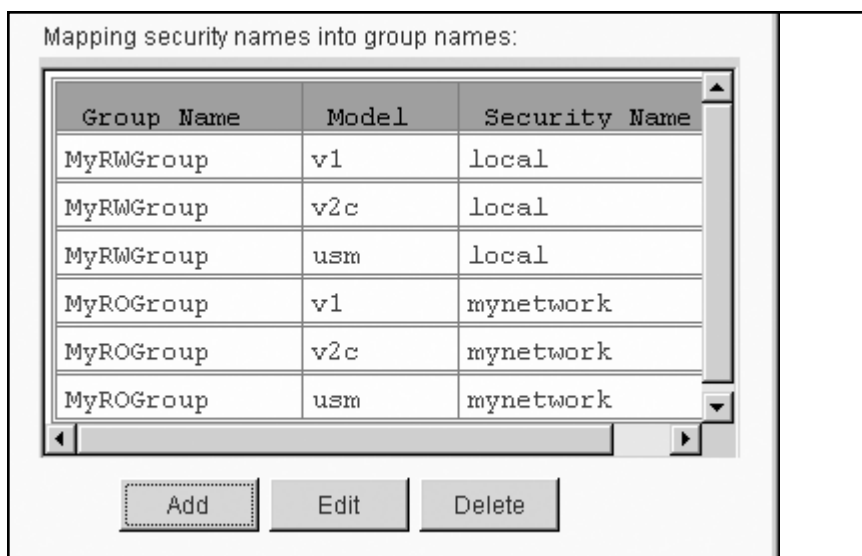 Mapping security names into group names:
Group Name Model Security Name
MyRWGroup v1 local
MyRWGroup v2c local
MyRWGroup usm local
MyROGroup v1 mynetwork
MyROGroup v2c mynetwork
MyROGroup usm mynetwork
Add Edit Delete